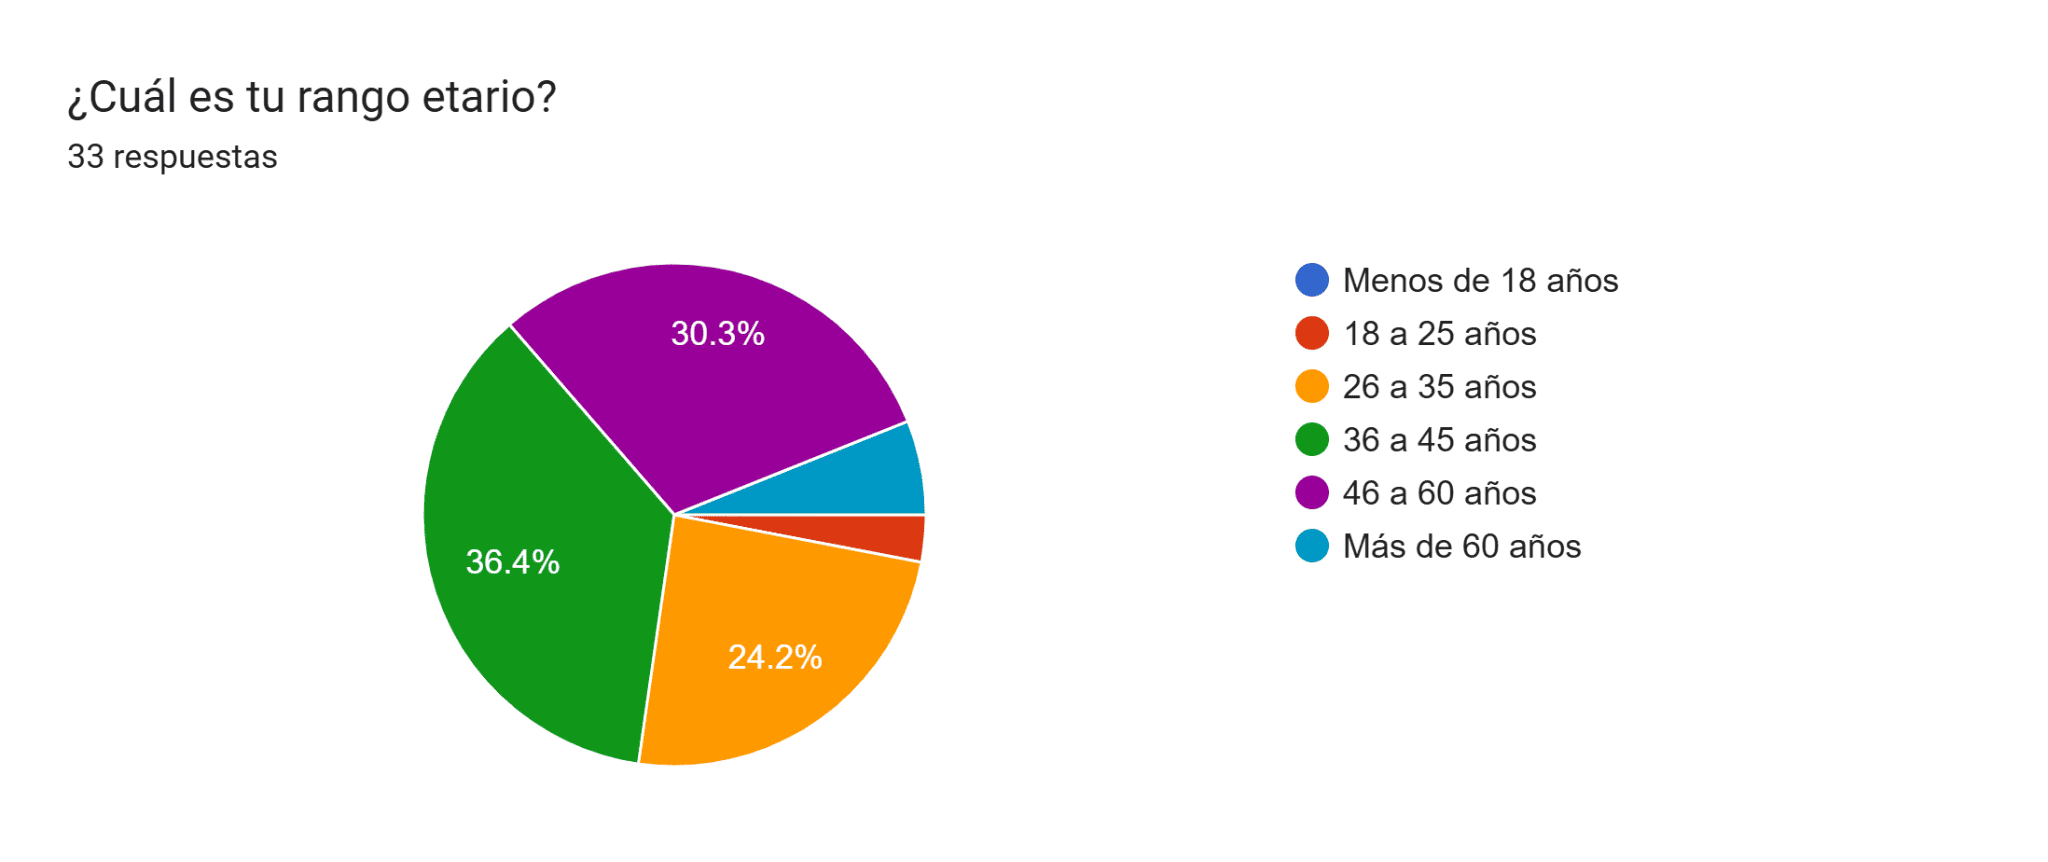 ¿Cuál es tu rango etario?
33 respuestas
30.3%
36.4%
24.2%
Menos de 18 años
18 a 25 años
26 a 35 años
36 a 45 años
46 a 60 años
Más de 60 años